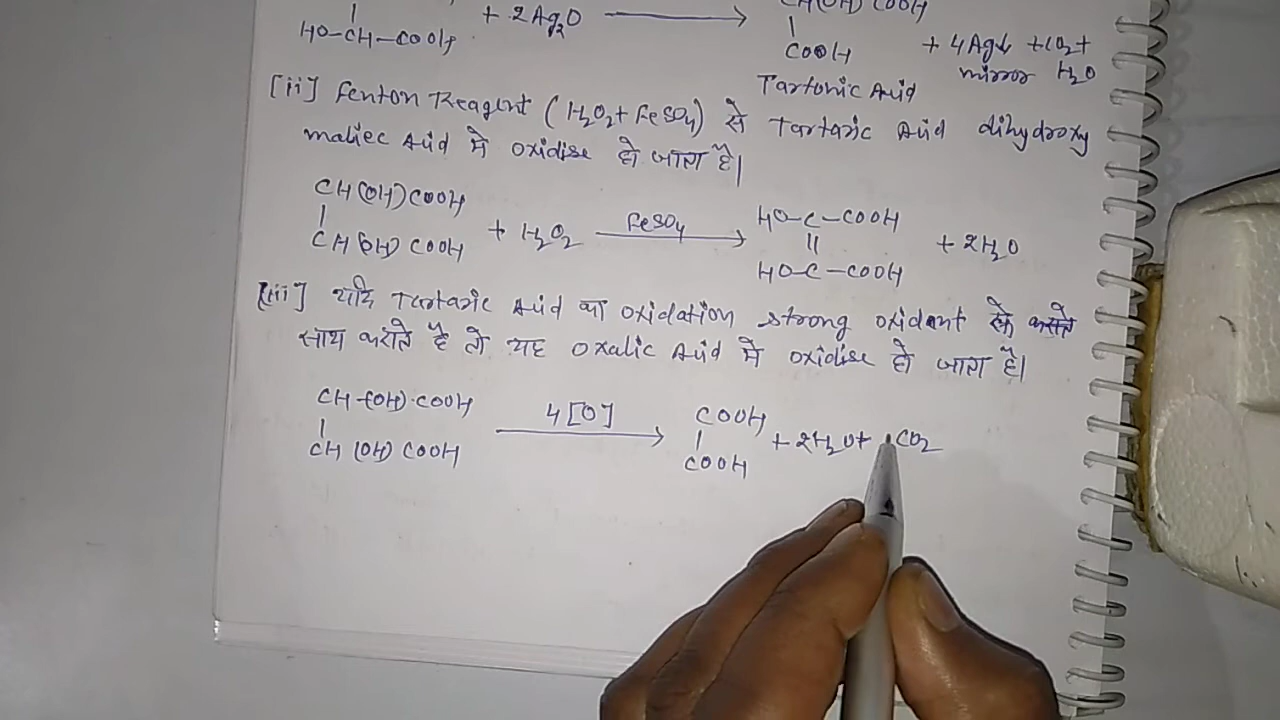 CH(OH) COOH
HO–CH–COOH + 2Ag₂O ⟶ COOH + 4Ag↓ + CO₂ +
mirror H₂O
Tartonic Acid
[ii] Fenton Reagent (H₂O₂ + FeSO₄) से Tartaric Acid dihydroxy
maliec Acid में oxidise हो जाता है।
CH(OH)COOH HO–C–COOH
| + H₂O₂ FeSO₄ ⟶ || + 2H₂O
CH(OH) COOH HO–C–COOH
[iii] यदि Tartaric Acid का oxidation strong oxidant के
साथ कराते है तो यह oxalic Acid में oxidise हो जाता है।
CH-(OH)·COOH COOH
| 4[O] ⟶ | + 2H₂O + CO₂
CH (OH) COOH COOH